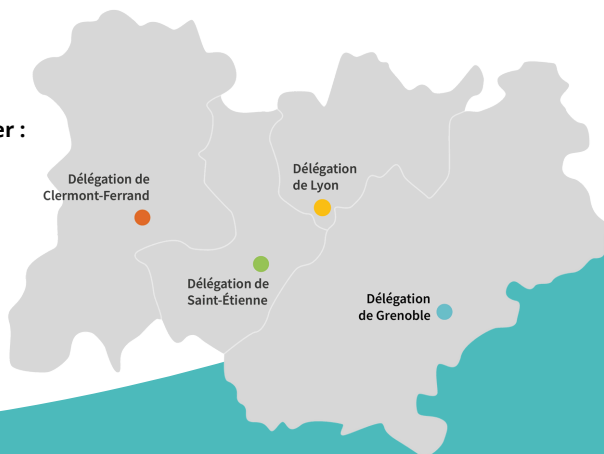 er :
Délégation
de Lyon
Délégation de
Clermont-Ferrand
Délégation de
Saint-Étienne
Délégation
de Grenoble